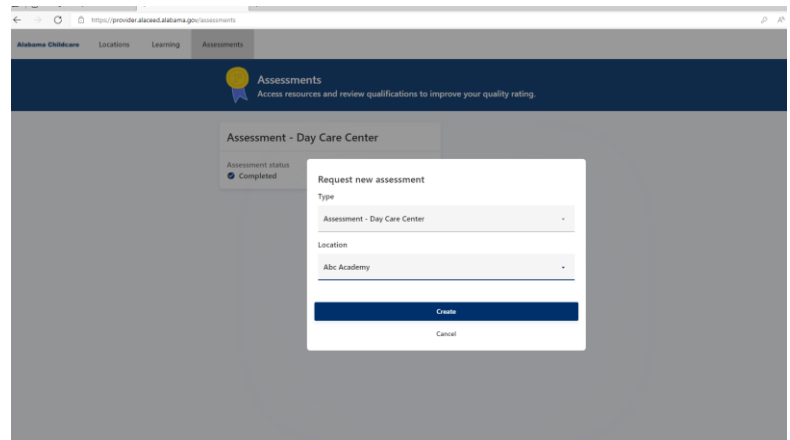 https://provider.alaceed.alabama.gov/assessments
Alabama Childcare Locations Learning Assessments
Assessments
Access resources and review qualifications to improve your quality rating.
Assessment - Day Care Center
Assessment status
Completed
Request new assessment
Type
Assessment - Day Care Center
Location
Abc Academy
Create
Cancel